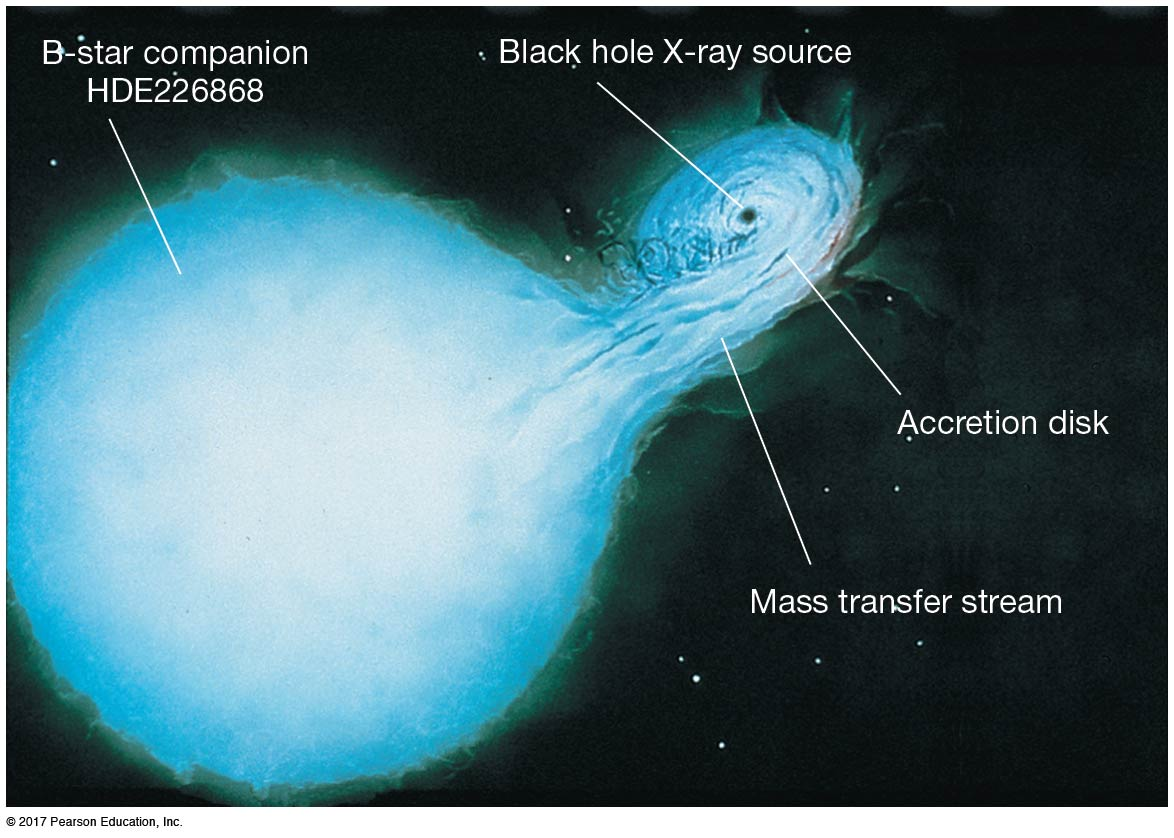 B-star companion
HDE226868
Black hole X-ray source
Accretion disk
Mass transfer stream
© 2017 Pearson Education, Inc.